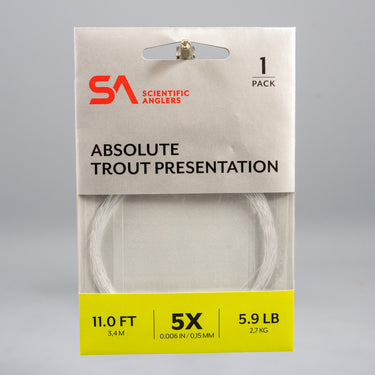 SA
SCIENTIFIC
ANGLERS
1
PACK
ABSOLUTE
TROUT PRESENTATION
11.0 FT
3,4 M
5X
0.006 IN / 0,15 MM
5.9 LB
2,7 KG